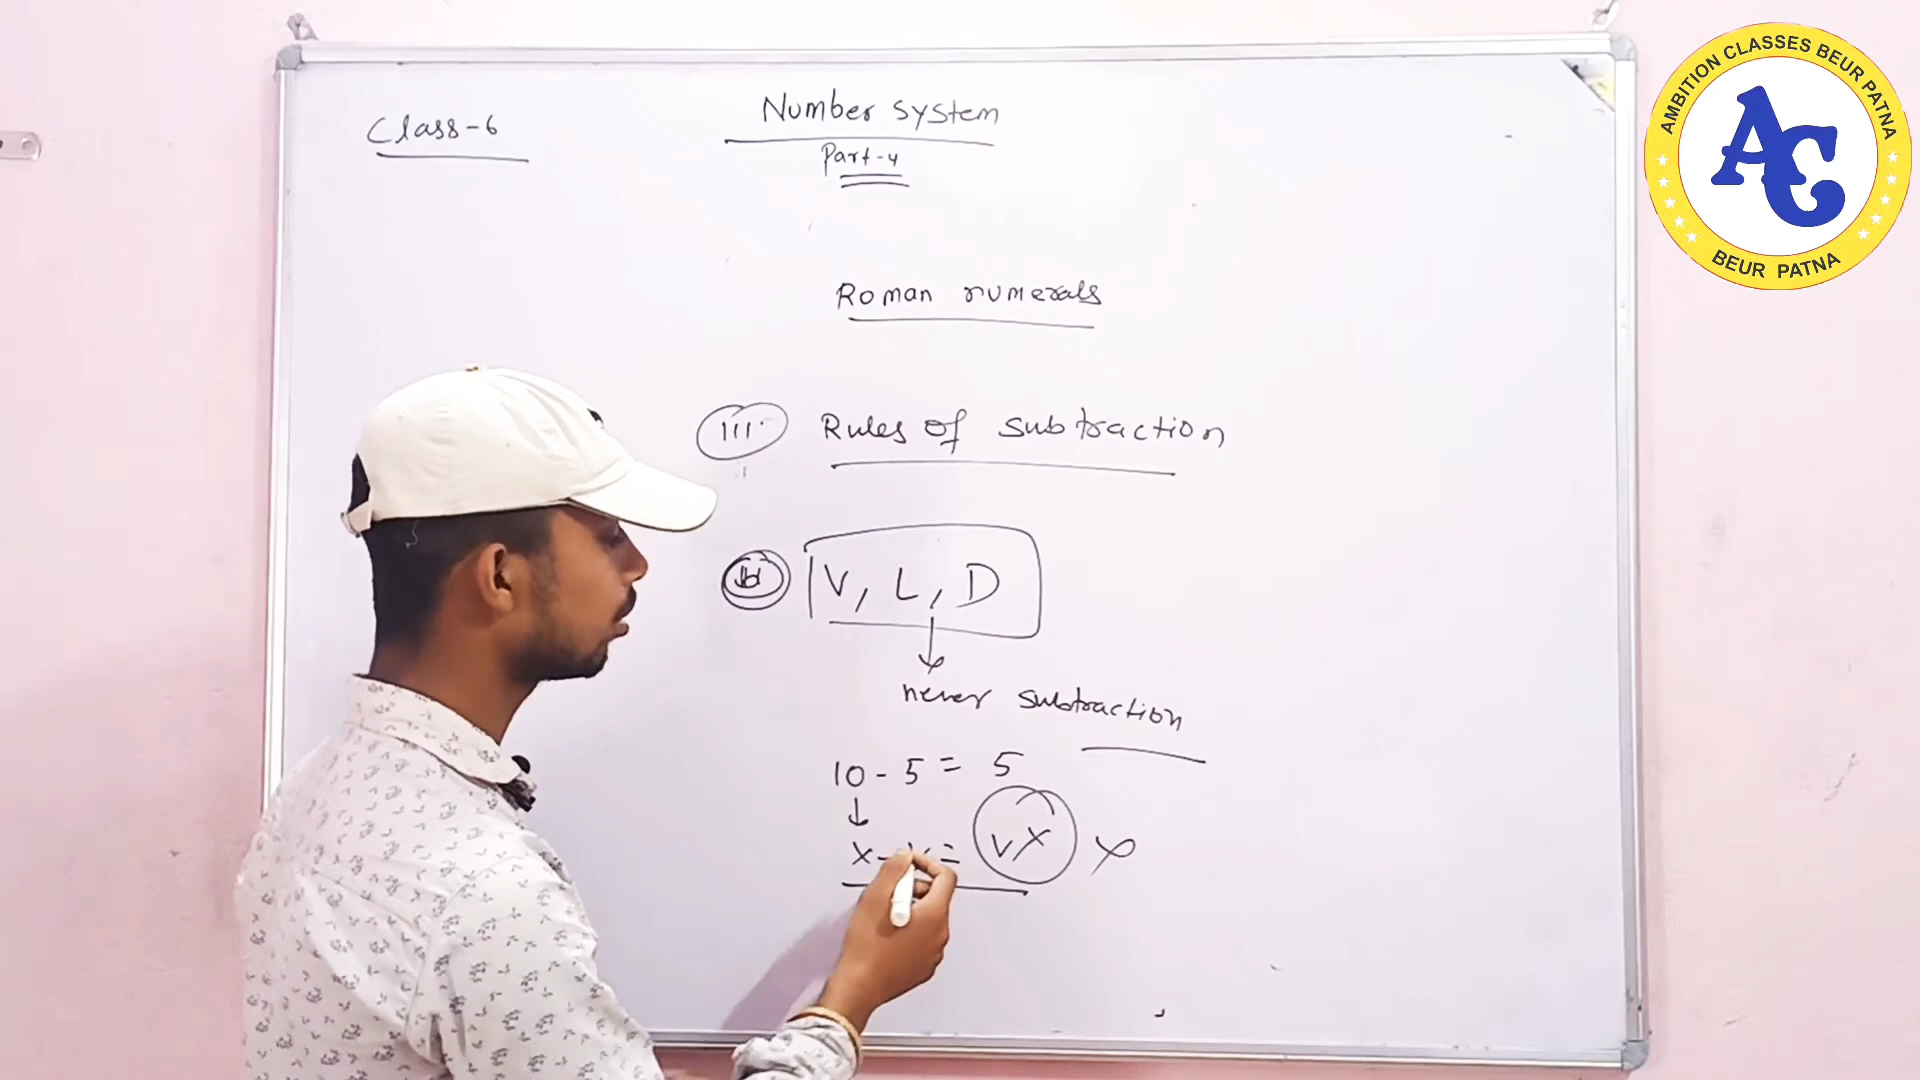 Class-6
Number system
Part-4
Roman numerals
III. Rules of subtraction
(b) V, L, D
never subtraction
10 - 5 = 5
X - V = VX
AMBITION CLASSES BEUR PATNA
AC
BEUR PATNA